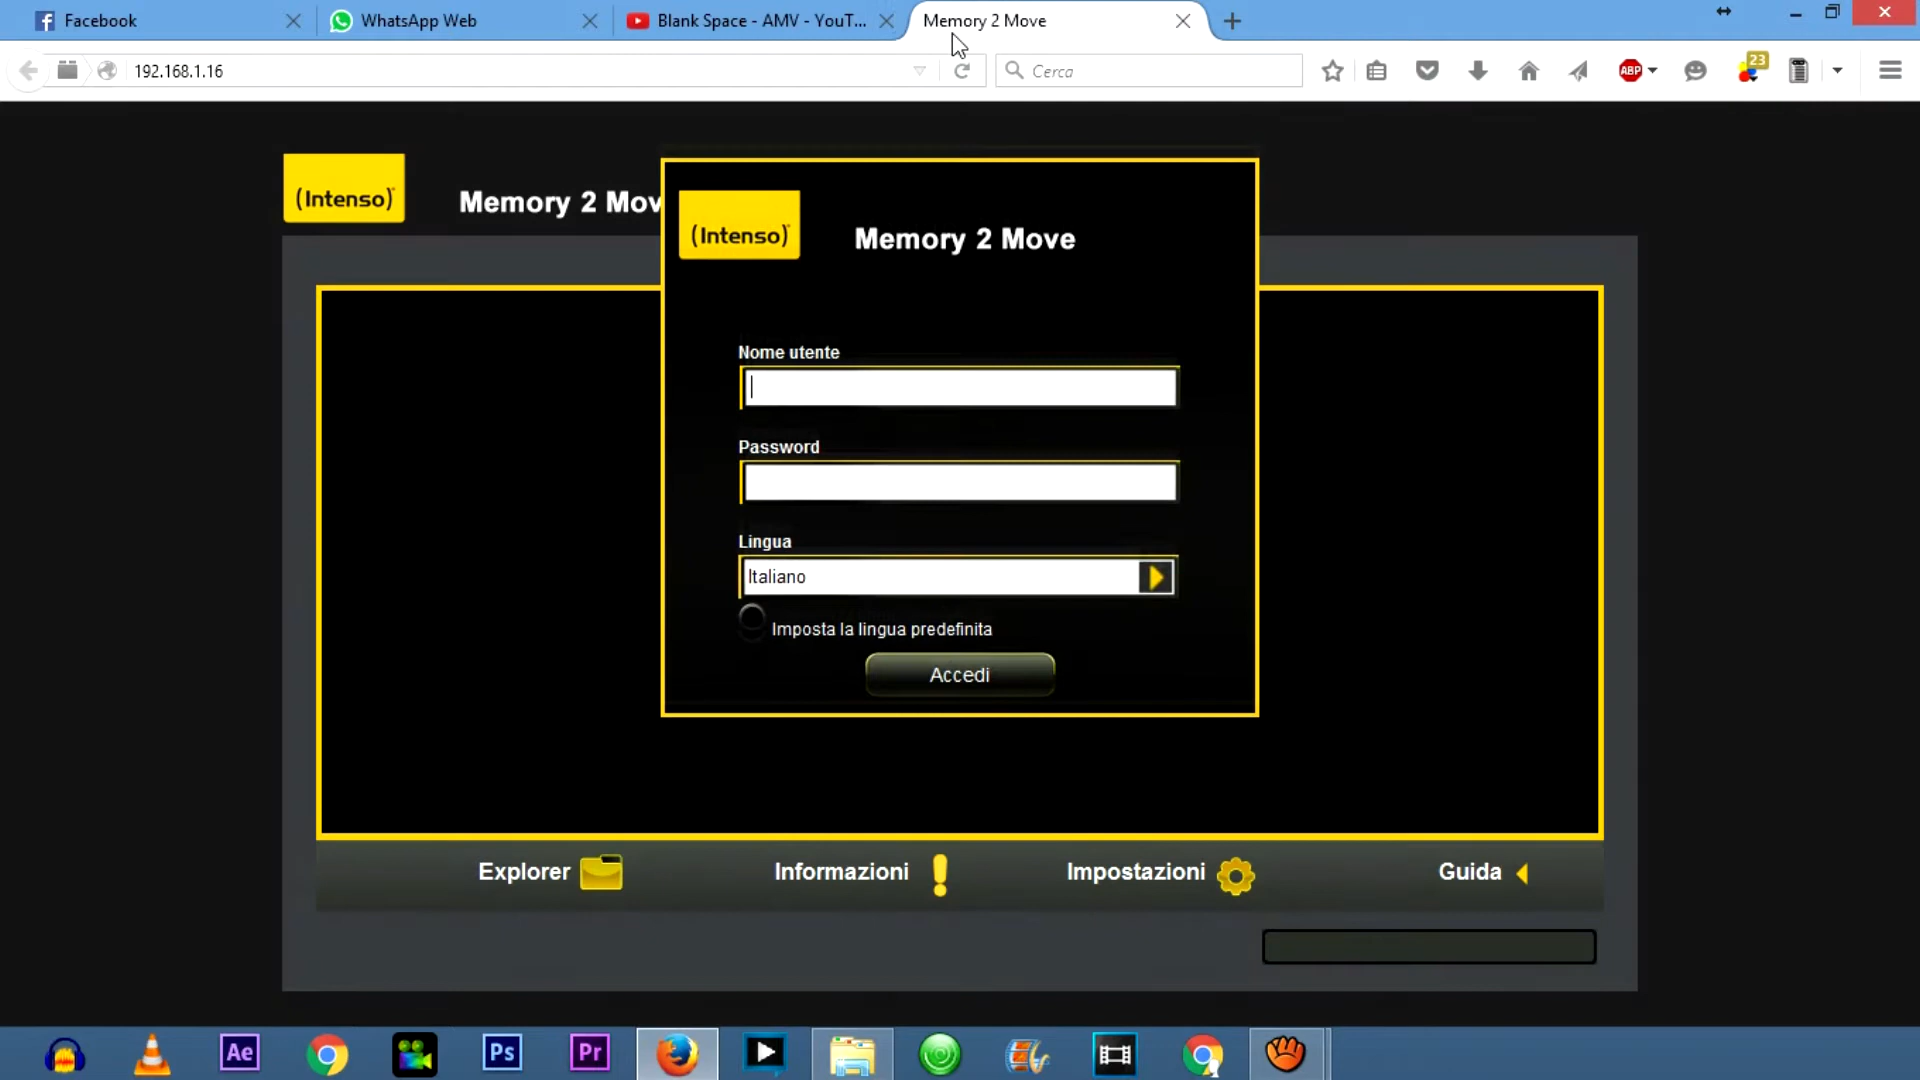 Facebook
WhatsApp Web
Blank Space - AMV - YouT...
Memory 2 Move
192.168.1.16
Cerca
ABP
23
(Intenso)
Memory 2 Mov
(Intenso)
Memory 2 Move
Nome utente
Password
Lingua
Italiano
Imposta la lingua predefinita
Accedi
Explorer
Informazioni
Impostazioni
Guida
Ae
Ps
Pr